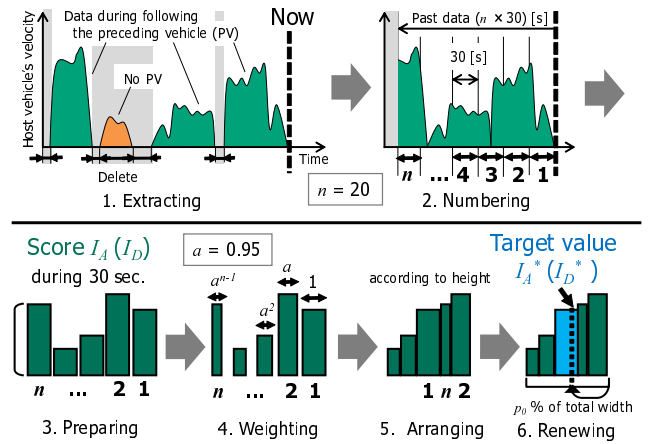 Data during following
the preceding vehicle (PV)
Now
No PV
Host vehicle's velocity
Time
Delete
1. Extracting
Past data (n × 30) [s]
30 [s]
n ... 4 3 2 1
2. Numbering
n = 20
Score I_A (I_D)
during 30 sec.
n ... 2 1
3. Preparing
a = 0.95
a^{n-1}
a
1
a^2
n ... 2 1
4. Weighting
according to height
1 n 2
5. Arranging
Target value
I_A^* (I_D^*)
p_0 % of total width
6. Renewing